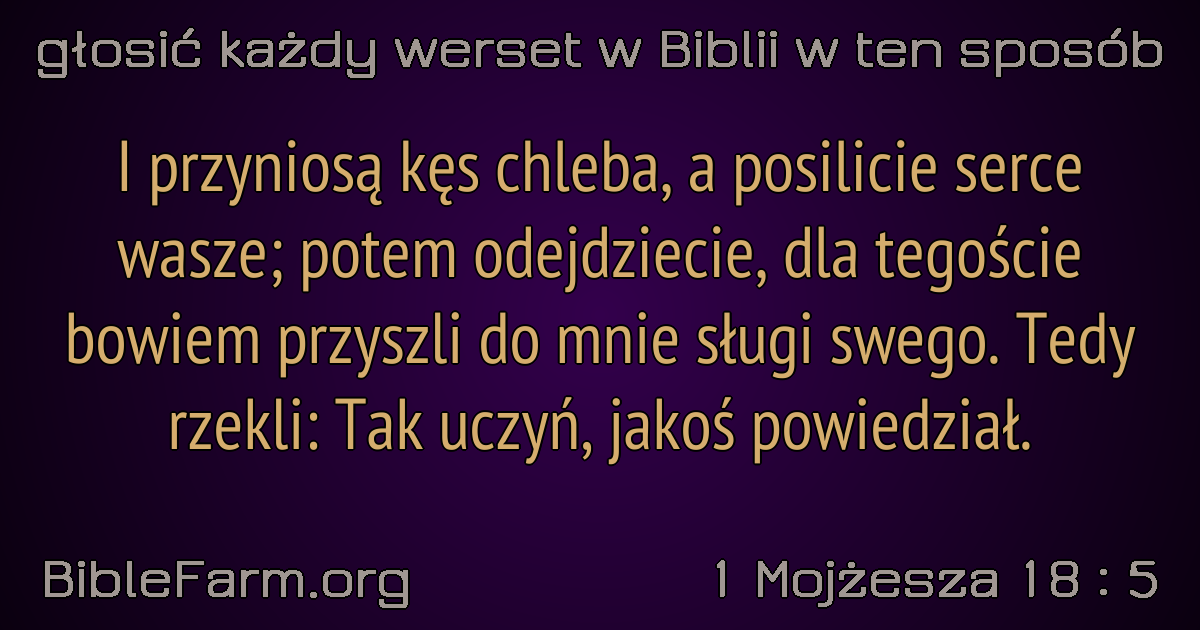 głosić każdy werset w Biblii w ten sposób
I przyniosą kęs chleba, a posilicie serce
wasze; potem odejdziecie, dla tegoście
bowiem przyszli do mnie sługi swego. Tedy
rzekli: Tak uczyń, jakoś powiedział.
BibleFarm.org
1 Mojżesza 18 : 5